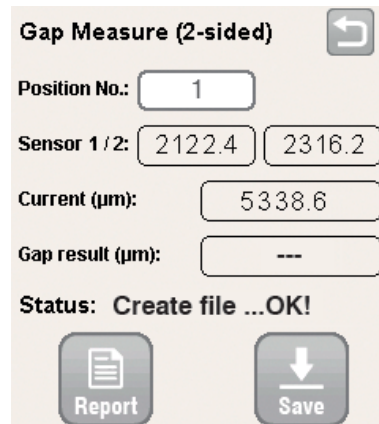 Gap Measure (2-sided)
Position No.: 1
Sensor 1 / 2: 2122.4 2316.2
Current (µm): 5338.6
Gap result (µm): ---
Status: Create file ...OK!
Report Save